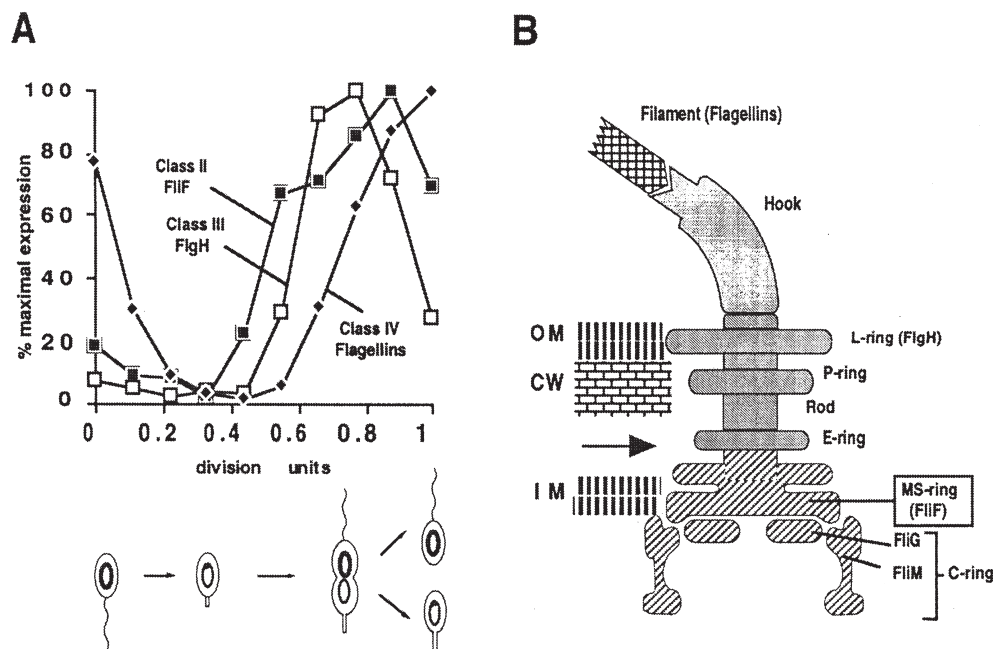 A
B
100
80
60
40
20
0
% maximal expression
Class II
FliF
Class III
FlgH
Class IV
Flagellins
0 0.2 0.4 0.6 0.8 1
division units
Filament (Flagellins)
Hook
OM
L-ring (FlgH)
CW
P-ring
Rod
E-ring
IM
MS-ring
(FliF)
FliG
FliM
C-ring